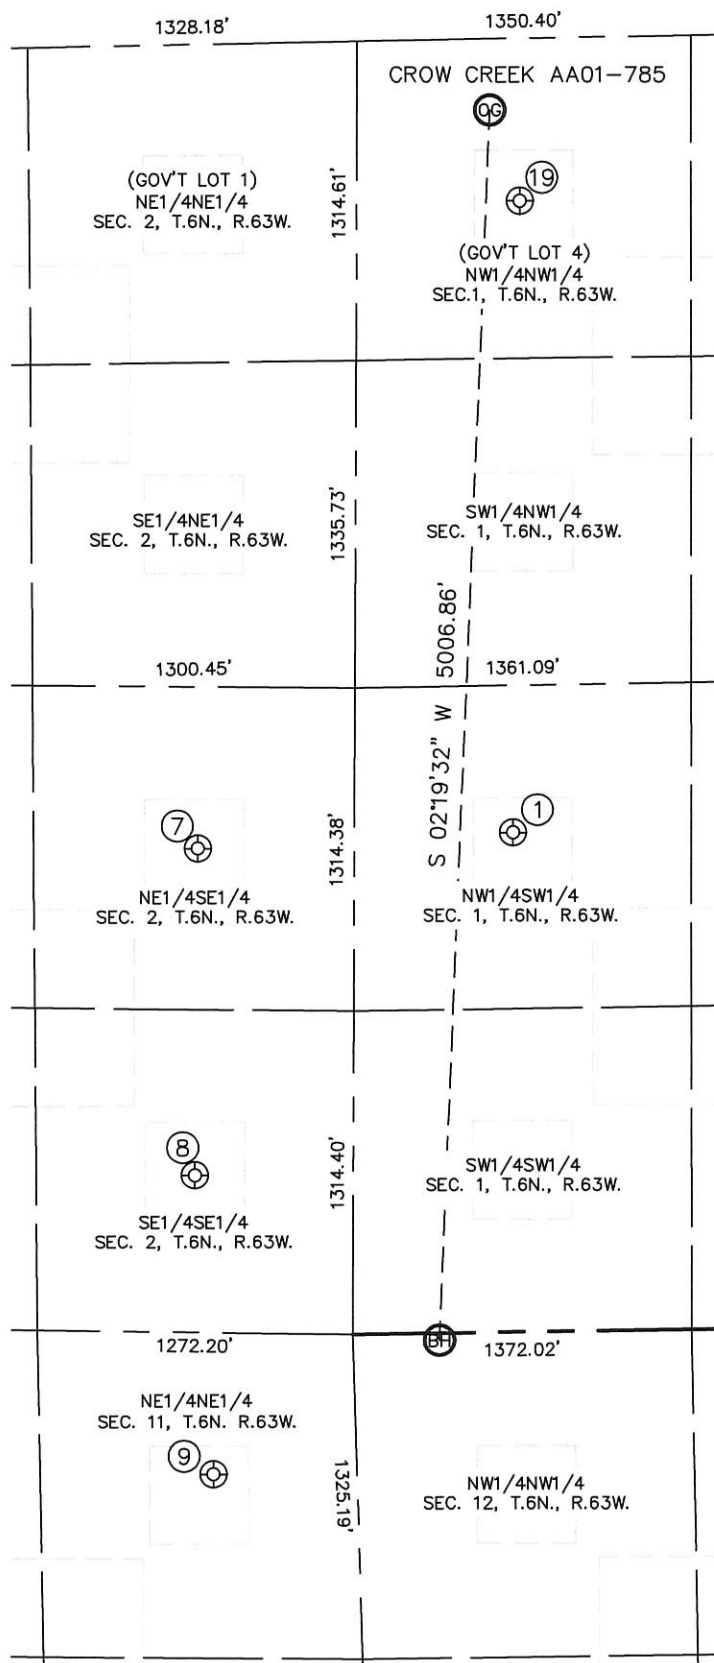 1328.18'
1350.40'
CROW CREEK AA01-785
OG
19
(GOV'T LOT 1)
NE1/4NE1/4
SEC. 2, T.6N., R.63W.
1314.61'
(GOV'T LOT 4)
NW1/4NW1/4
SEC.1, T.6N., R.63W.
SE1/4NE1/4
SEC. 2, T.6N., R.63W.
1335.73'
SW1/4NW1/4
SEC. 1, T.6N., R.63W.
S 02°19'32" W 5006.86'
1300.45'
1361.09'
7
1
1314.38'
NE1/4SE1/4
SEC. 2, T.6N., R.63W.
NW1/4SW1/4
SEC. 1, T.6N., R.63W.
8
1314.40'
SE1/4SE1/4
SEC. 2, T.6N., R.63W.
SW1/4SW1/4
SEC. 1, T.6N., R.63W.
BH
1272.20'
1372.02'
NE1/4NE1/4
SEC. 11, T.6N. R.63W.
9
1325.19'
NW1/4NW1/4
SEC. 12, T.6N., R.63W.